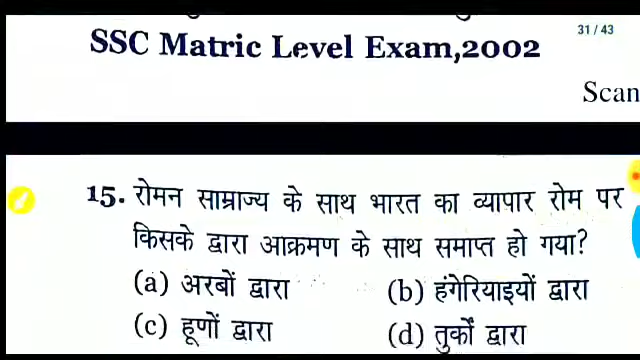 31 / 43
SSC Matric Level Exam,2002
Scan
15. रोमन साम्राज्य के साथ भारत का व्यापार रोम पर
किसके द्वारा आक्रमण के साथ समाप्त हो गया?
(a) अरबों द्वारा (b) हंगेरियाइयों द्वारा
(c) हूणों द्वारा (d) तुर्कों द्वारा